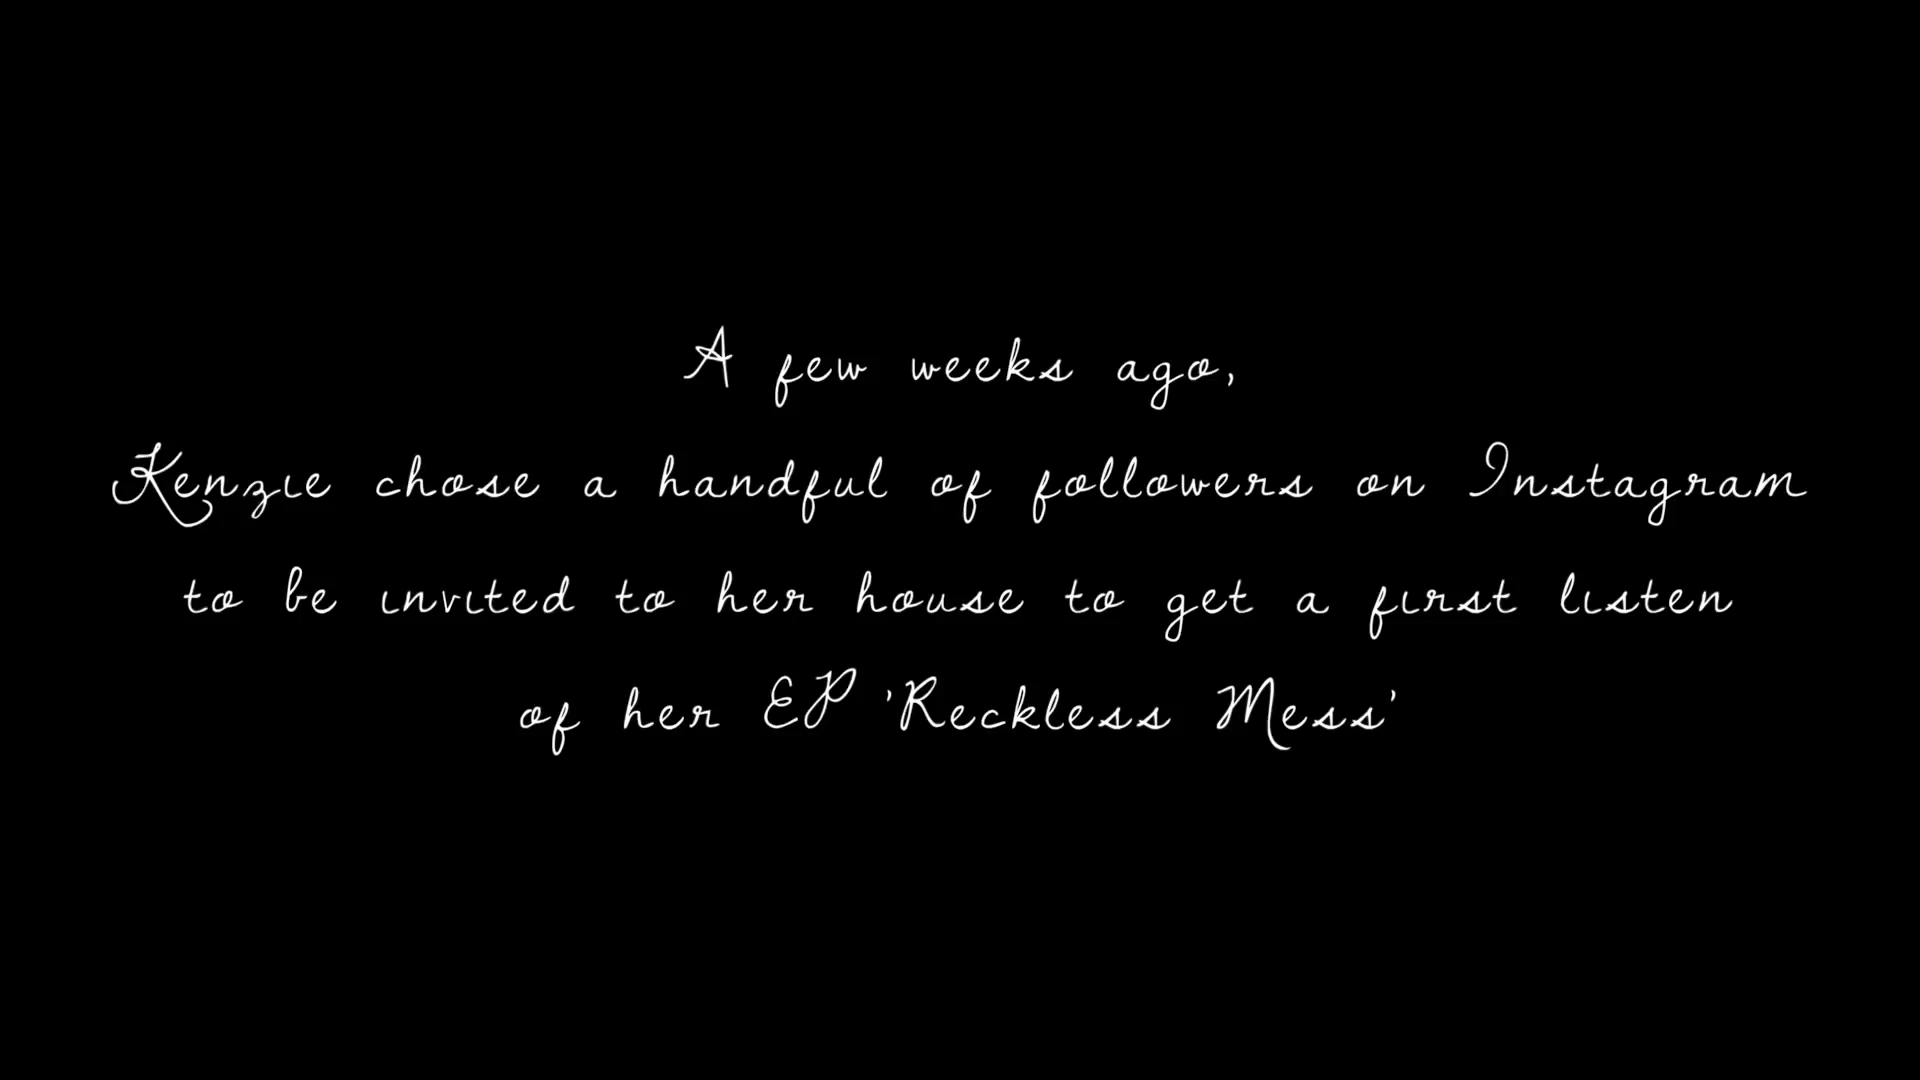 A few weeks ago,
Kenzie chose a handful of followers on Instagram
to be invited to her house to get a first listen
of her EP 'Reckless Mess'